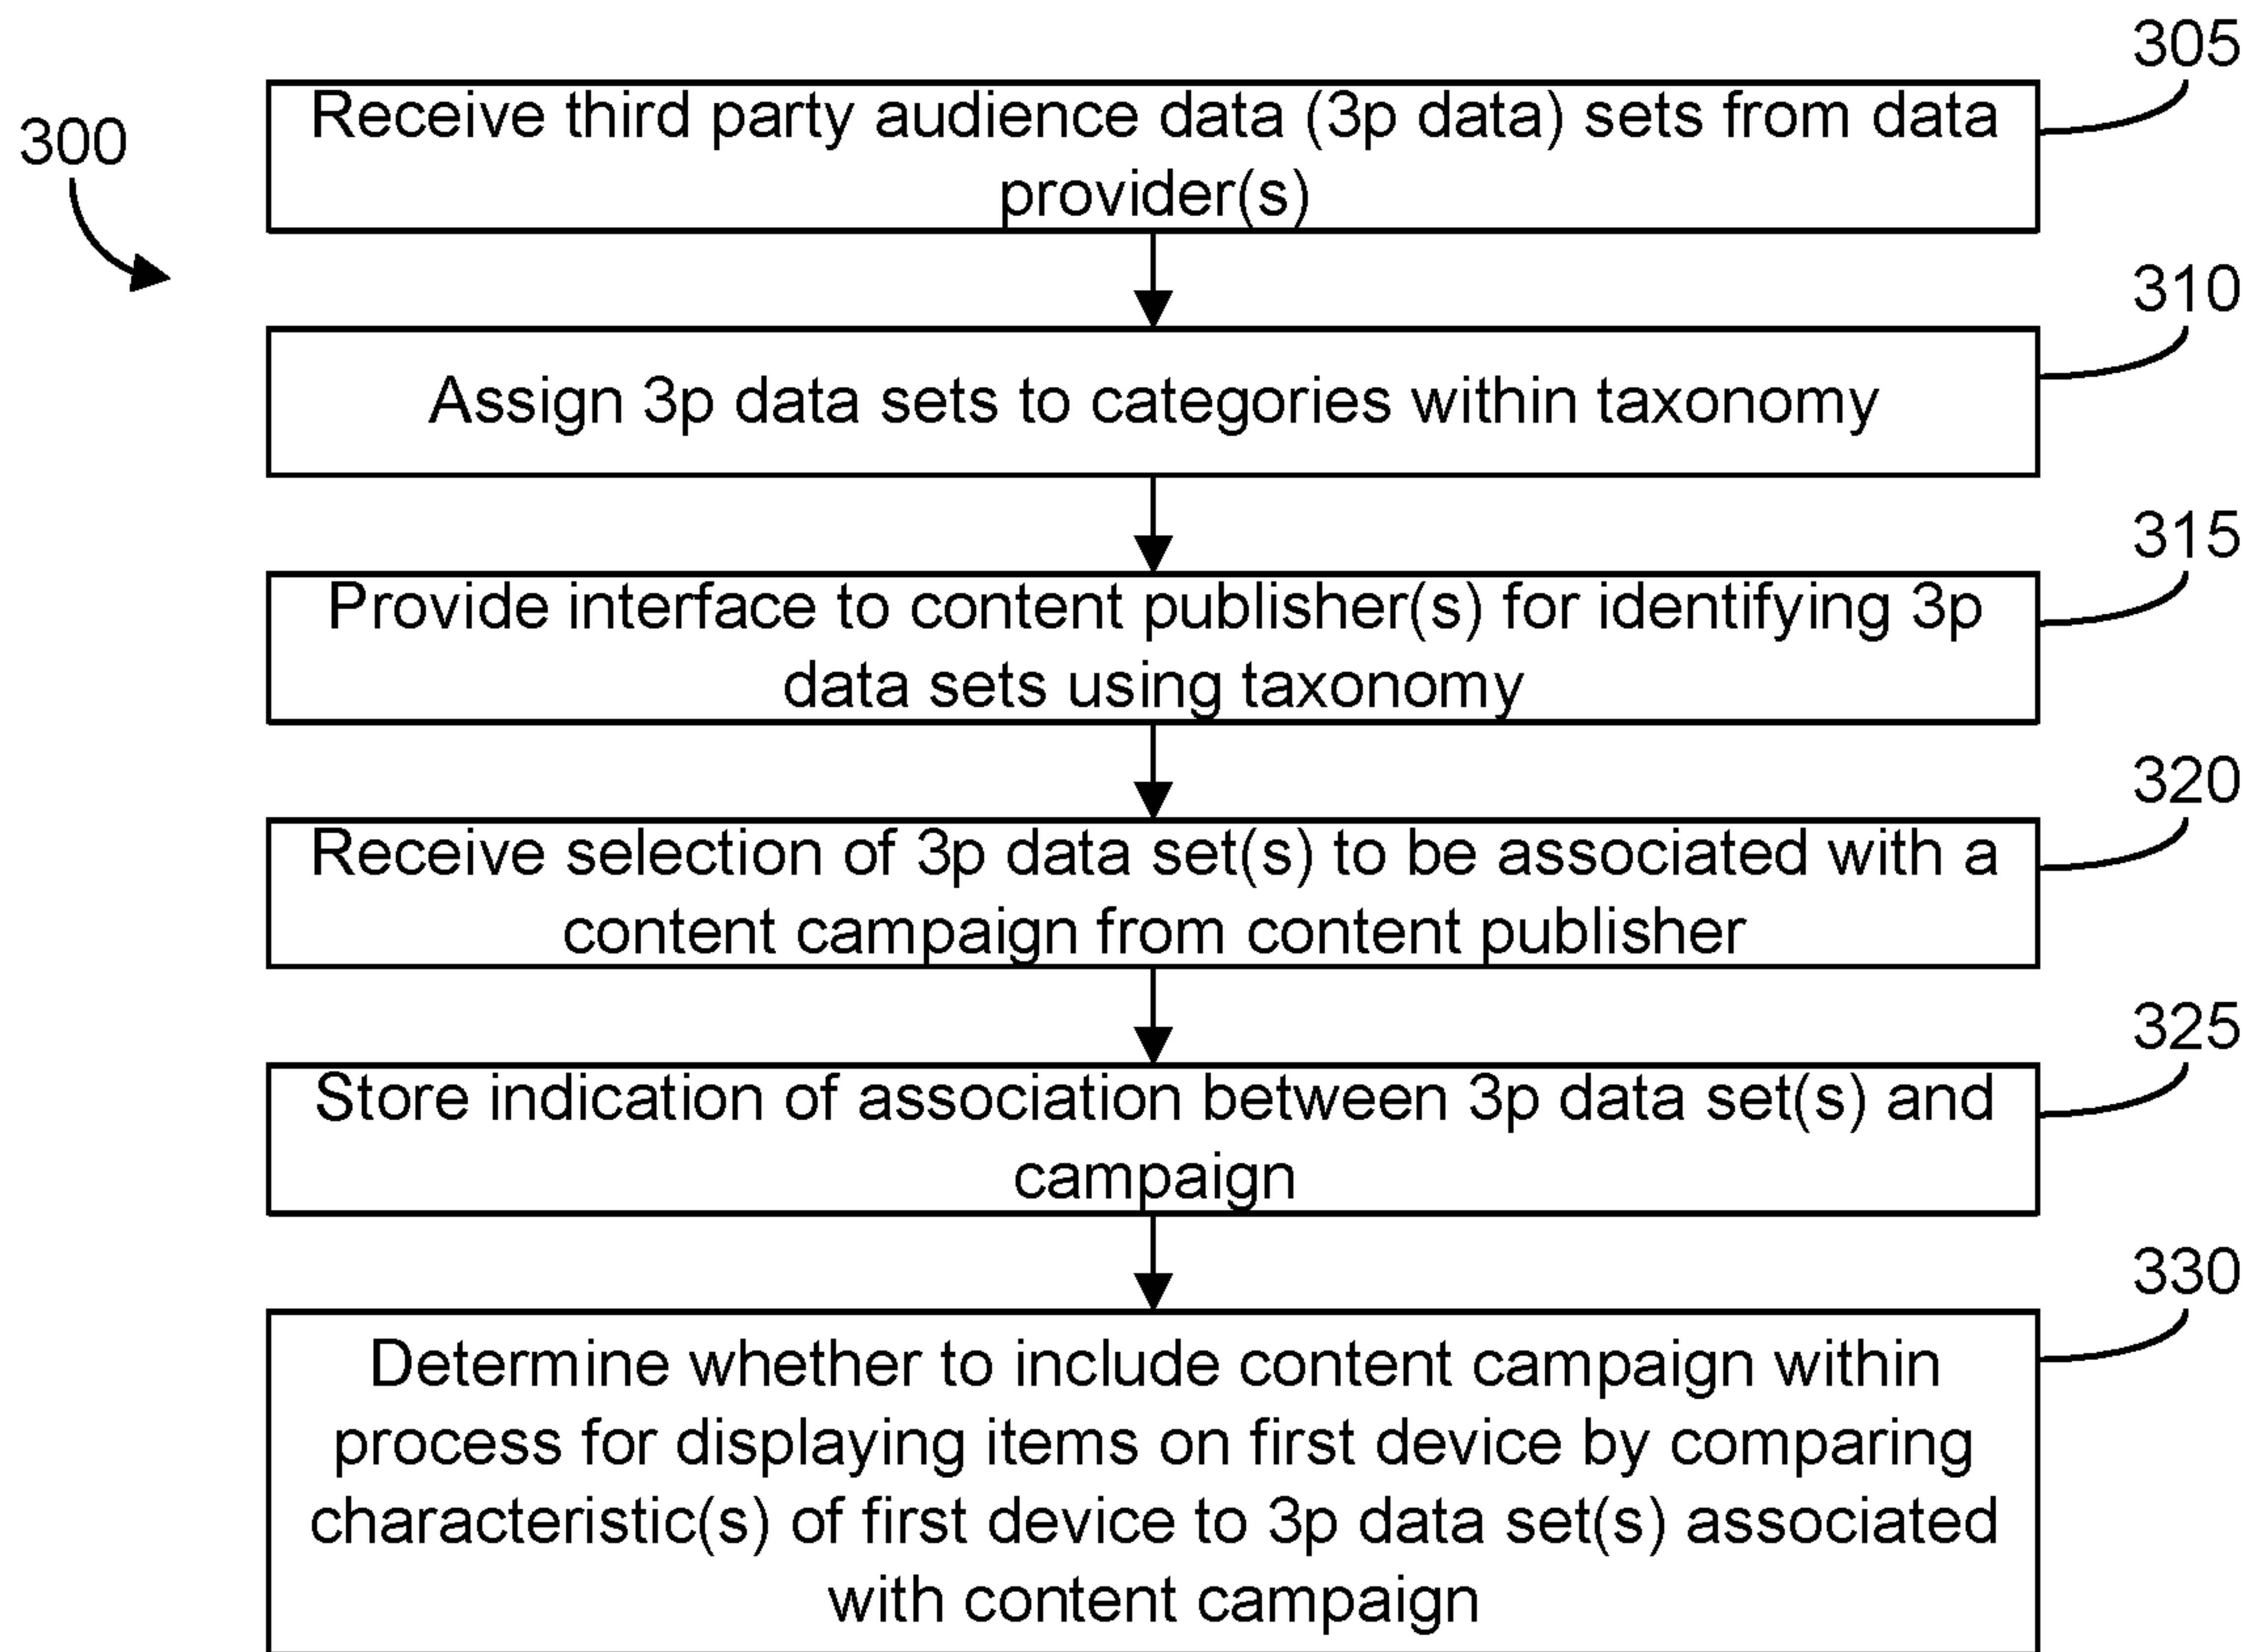 305
Receive third party audience data (3p data) sets from data
provider(s)
300
310
Assign 3p data sets to categories within taxonomy
315
Provide interface to content publisher(s) for identifying 3p
data sets using taxonomy
320
Receive selection of 3p data set(s) to be associated with a
content campaign from content publisher
325
Store indication of association between 3p data set(s) and
campaign
330
Determine whether to include content campaign within
process for displaying items on first device by comparing
characteristic(s) of first device to 3p data set(s) associated
with content campaign